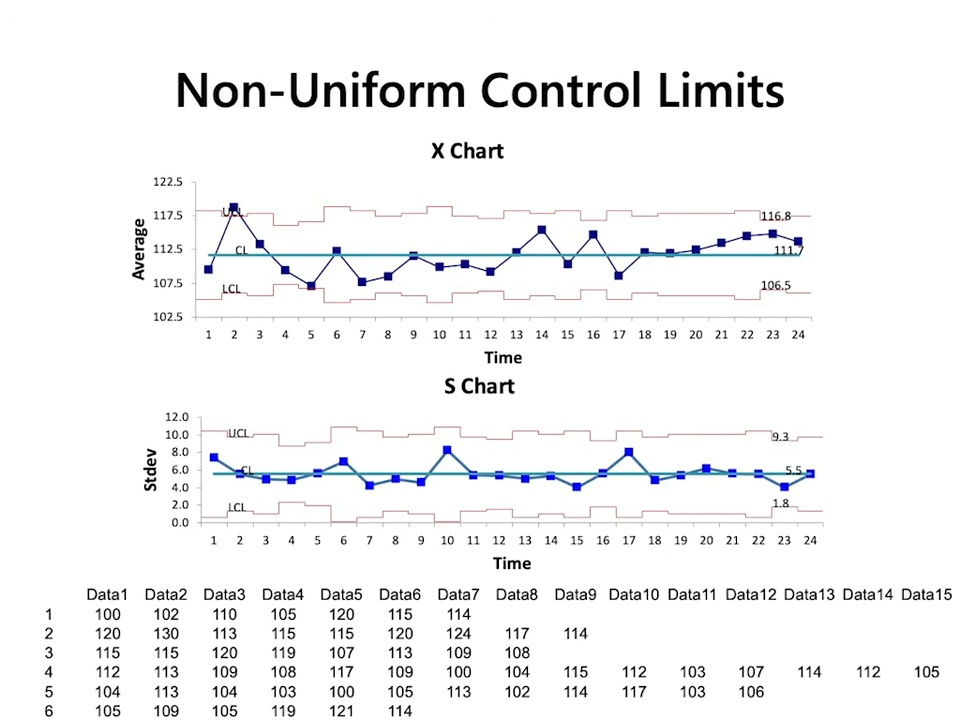 Non-Uniform Control Limits
X Chart
Average
122.5
117.5
112.5
107.5
102.5
UCL
CL
LCL
116.8
111.7
106.5
1 2 3 4 5 6 7 8 9 10 11 12 13 14 15 16 17 18 19 20 21 22 23 24
Time
S Chart
Stdev
12.0
10.0
8.0
6.0
4.0
2.0
0.0
UCL
CL
LCL
9.3
5.5
1.8
1 2 3 4 5 6 7 8 9 10 11 12 13 14 15 16 17 18 19 20 21 22 23 24
Time
Data1 Data2 Data3 Data4 Data5 Data6 Data7 Data8 Data9 Data10 Data11 Data12 Data13 Data14 Data15
1 100 102 110 105 120 115 114
2 120 130 113 115 115 120 124 117 114
3 115 115 120 119 107 113 109 108
4 112 113 109 108 117 109 100 104 115 112 103 107 114 112 105
5 104 113 104 103 100 105 113 102 114 117 103 106
6 105 109 105 119 121 114